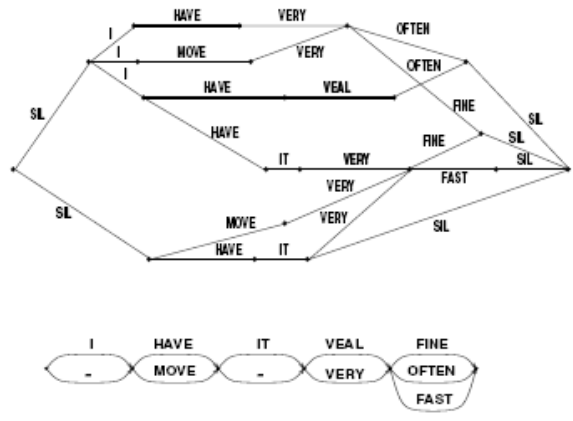 HAVE VERY
I OFTEN
I MOVE VERY
I HAVE VEAL OFTEN
FINE
SIL HAVE SIL
FINE SIL
IT VERY SIL
VERY FAST
SIL MOVE VERY SIL
HAVE IT
I HAVE IT VEAL FINE
- MOVE - VERY OFTEN
FAST